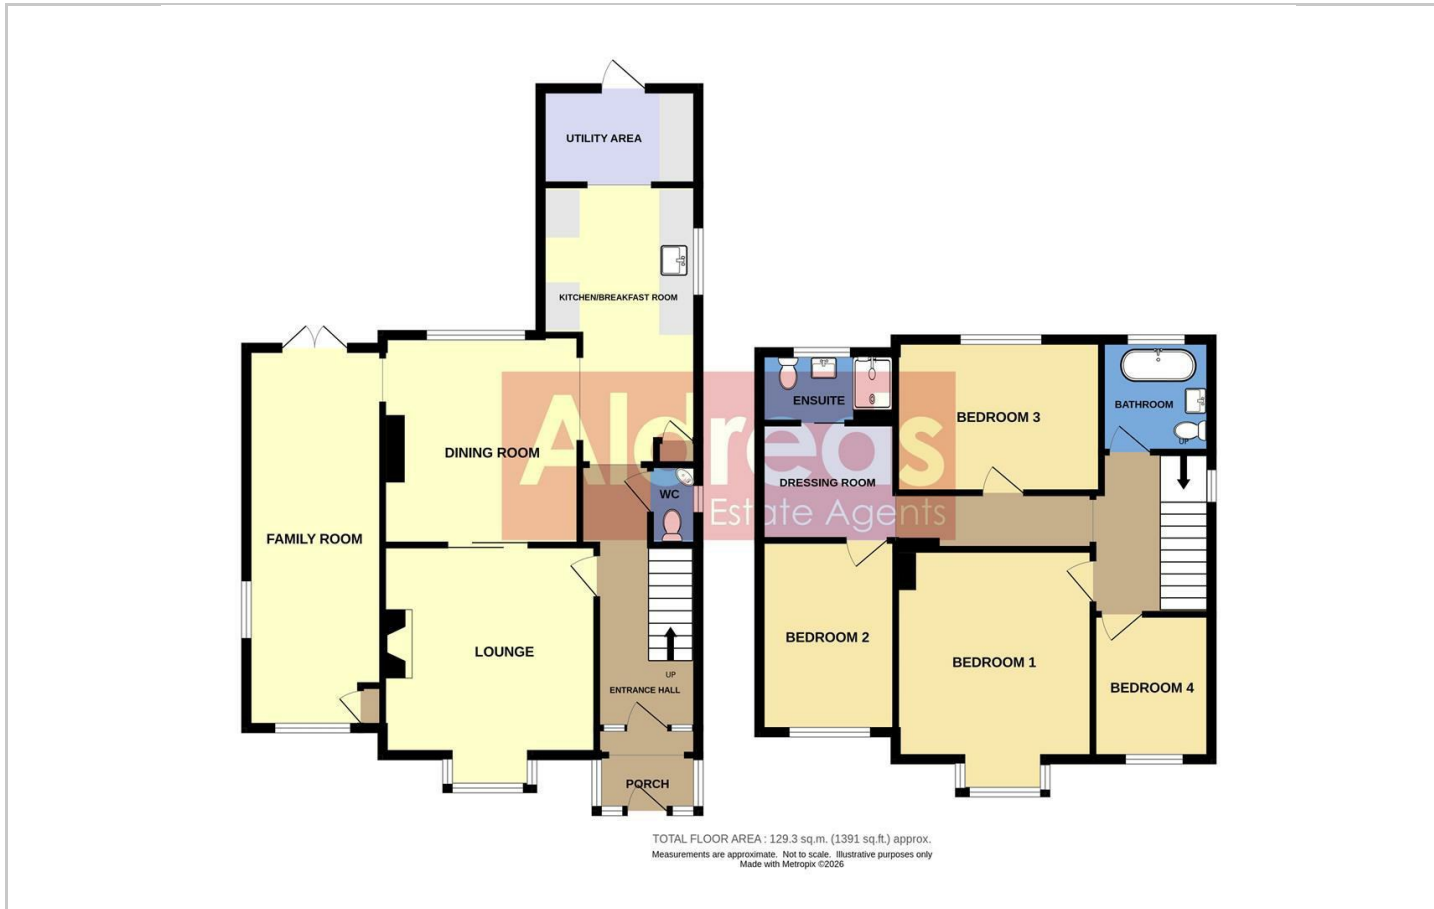 UTILITY AREA
KITCHEN/BREAKFAST ROOM
DINING ROOM
FAMILY ROOM
WC
LOUNGE
UP
ENTRANCE HALL
PORCH
ENSUITE
BEDROOM 3
BATHROOM
UP
DRESSING ROOM
BEDROOM 2
BEDROOM 1
BEDROOM 4
Aldreds
Estate Agents
TOTAL FLOOR AREA : 129.3 sq.m. (1391 sq.ft.) approx.
Measurements are approximate. Not to scale. Illustrative purposes only
Made with Metropix ©2026